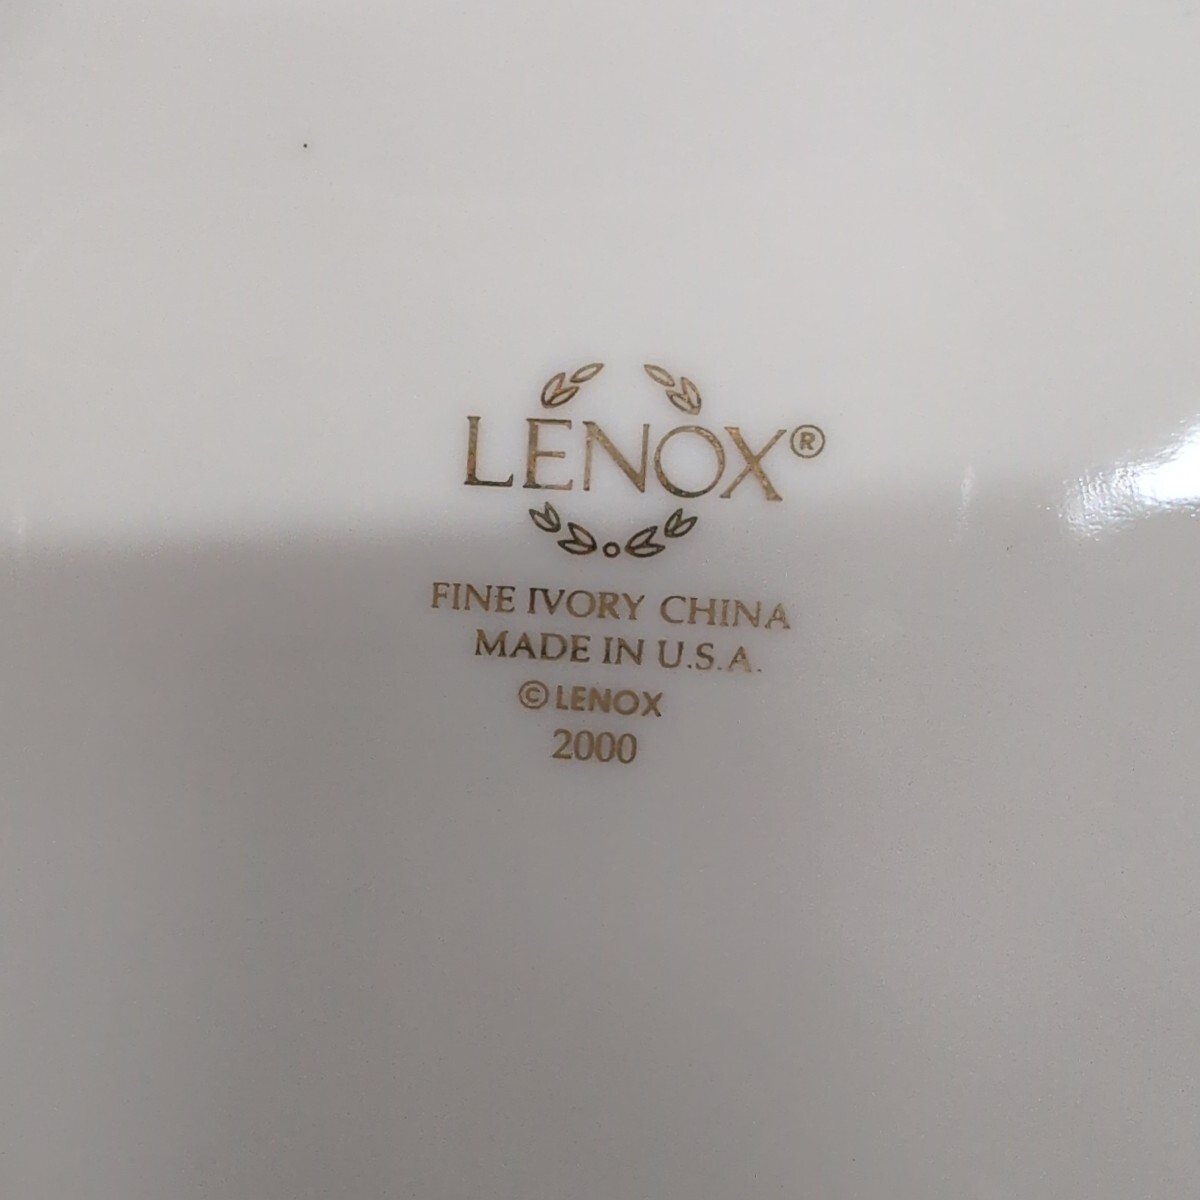 LENOX®
FINE IVORY CHINA
MADE IN U.S.A.
© LENOX
2000